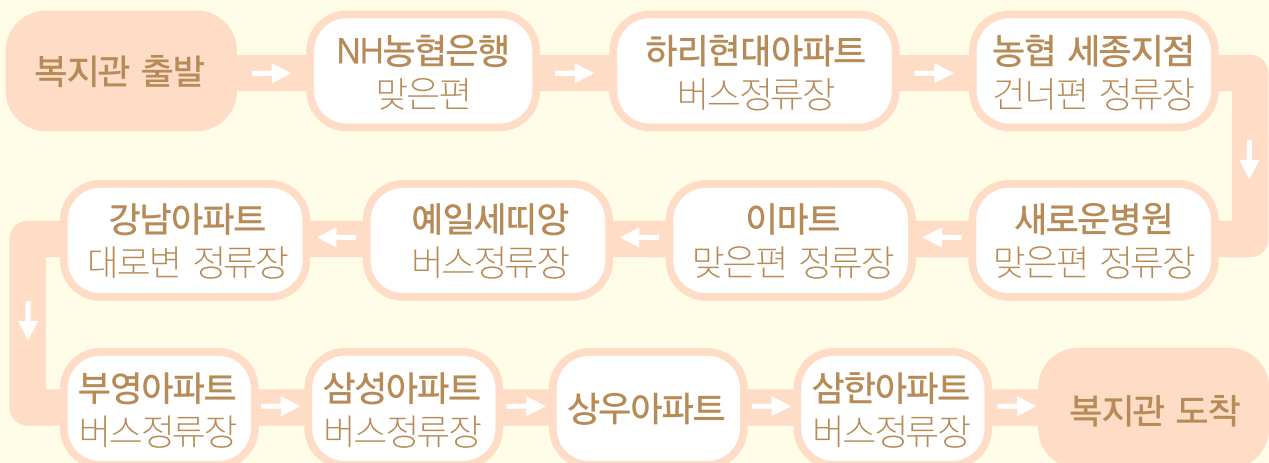 복지관 출발
NH농협은행
맞은편
하리현대아파트
버스정류장
농협 세종지점
건너편 정류장
새로운병원
맞은편 정류장
이마트
맞은편 정류장
예일세띠앙
버스정류장
강남아파트
대로변 정류장
부영아파트
버스정류장
삼성아파트
버스정류장
상우아파트
삼한아파트
버스정류장
복지관 도착